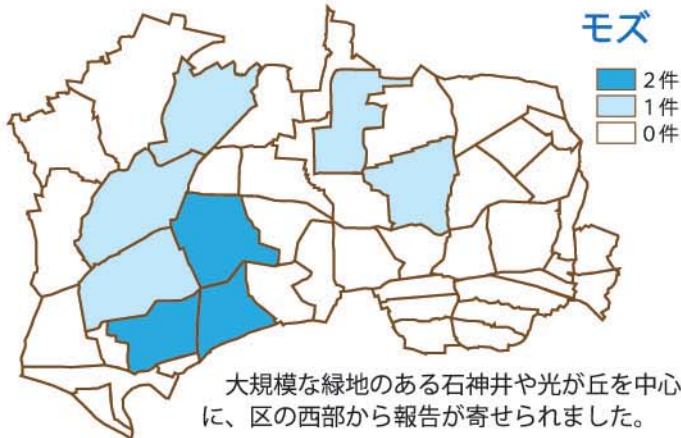 モズ
2件
1件
0件
大規模な緑地のある石神井や光が丘を中心
に、区の西部から報告が寄せられました。